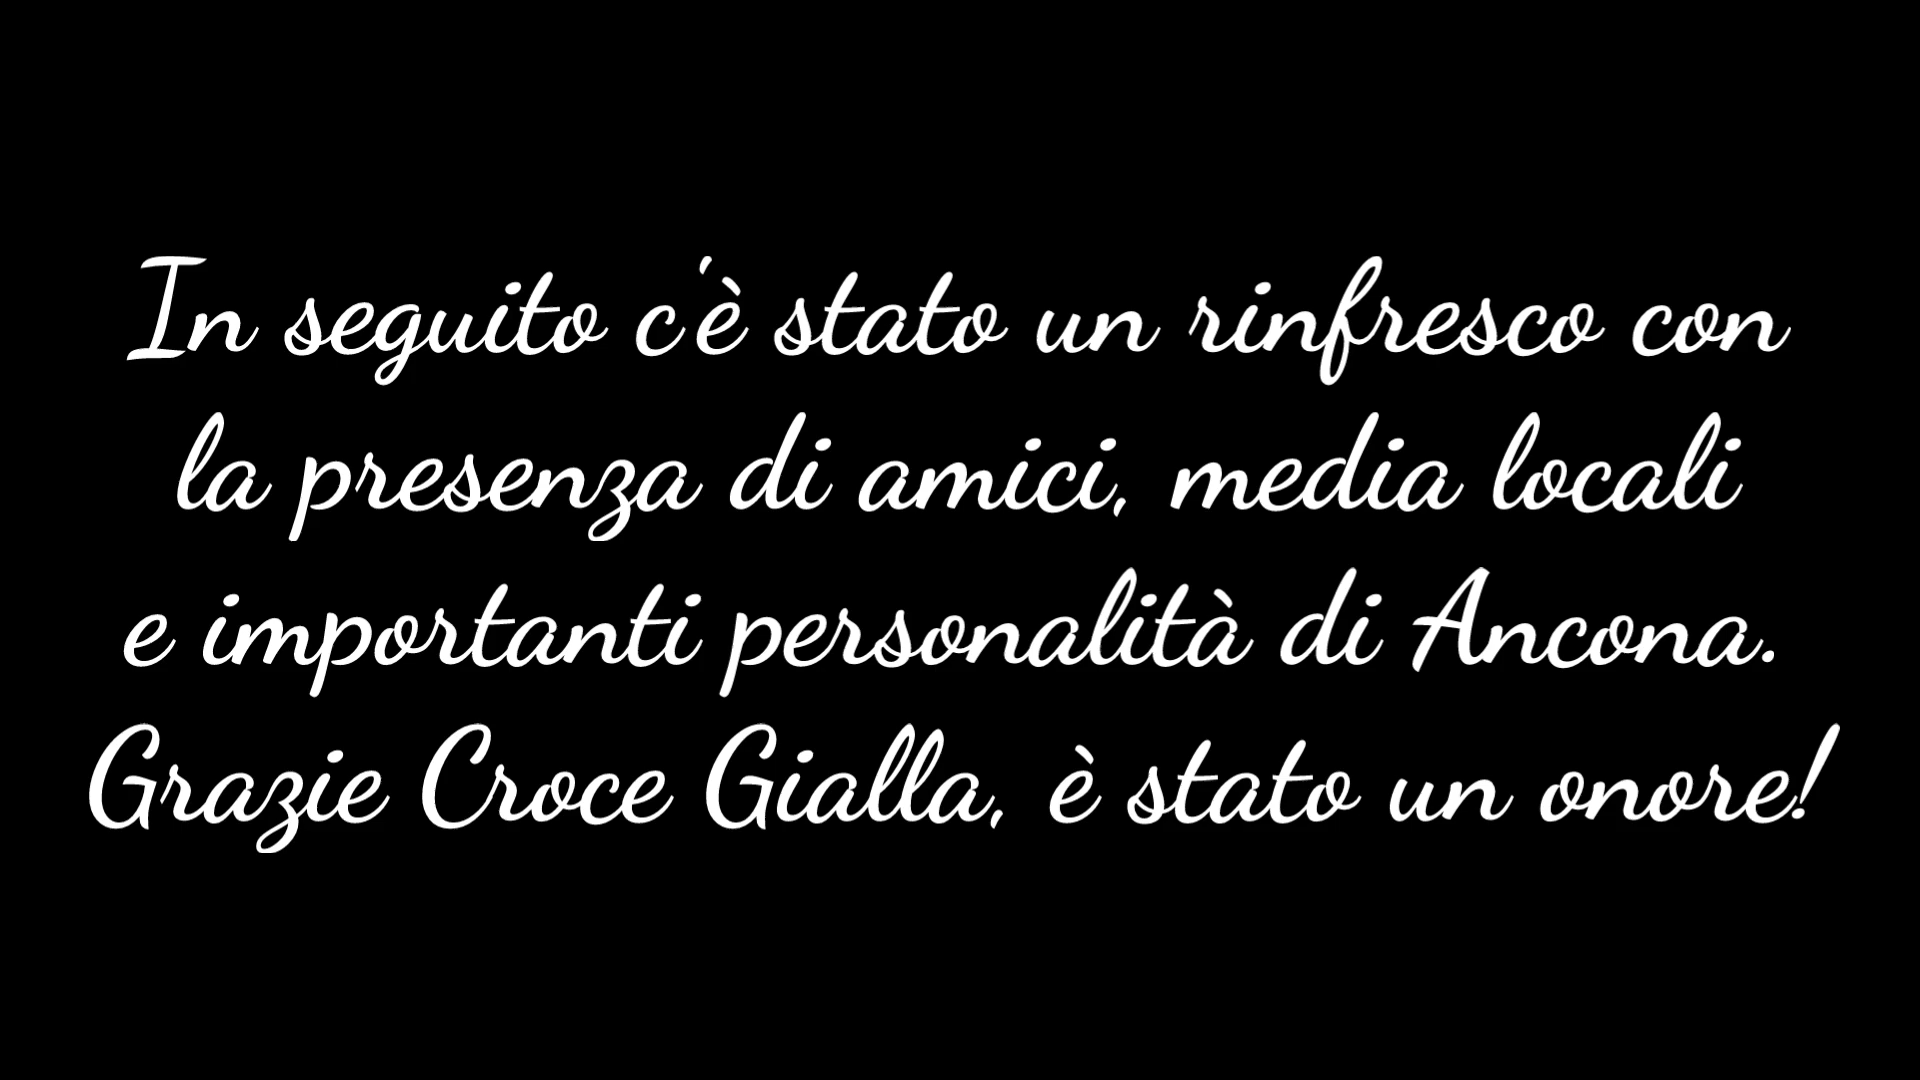 In seguito c'è stato un rinfresco con
la presenza di amici, media locali
e importanti personalità di Ancona.
Grazie Croce Gialla, è stato un onore!